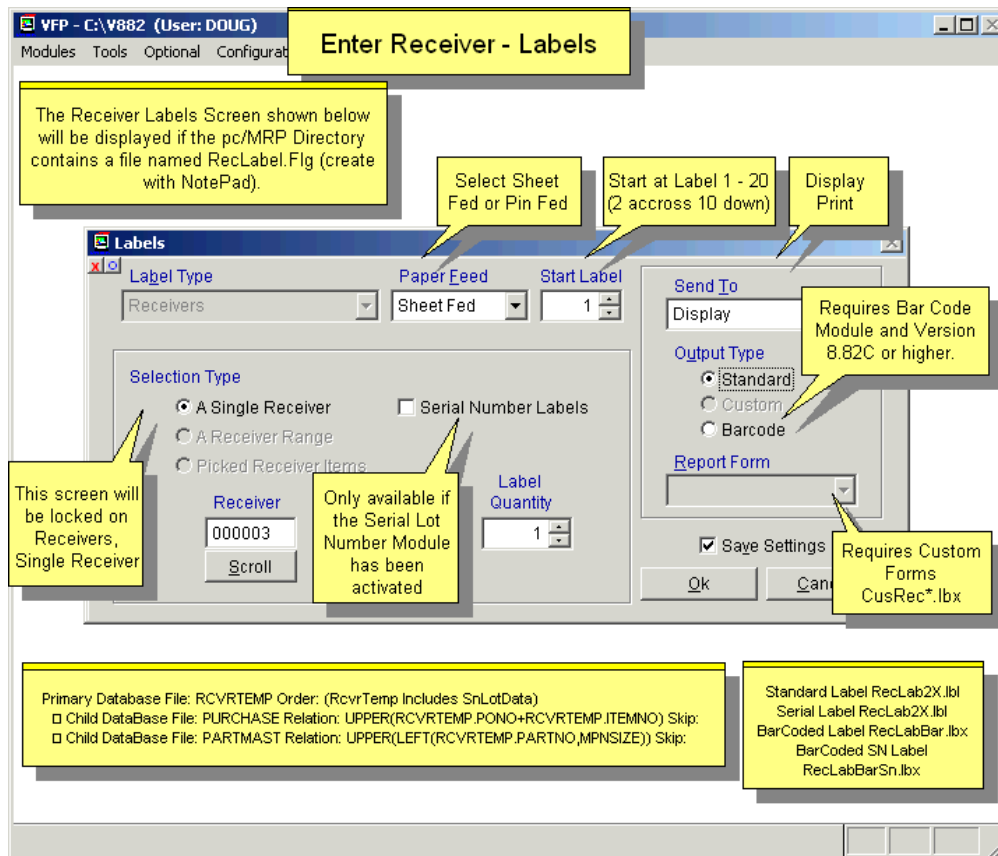 VFP - C:\V882 (User: DOUG)
Modules Tools Optional Configurat
Enter Receiver - Labels
The Receiver Labels Screen shown below
will be displayed if the pc/MRP Directory
contains a file named RecLabel.Flg (create
with NotePad).
Select Sheet
Fed or Pin Fed
Start at Label 1 - 20
(2 accross 10 down)
Display
Print
Labels
Label Type
Receivers
Paper Feed
Sheet Fed
Start Label
1
Send To
Display
Requires Bar Code
Module and Version
8.82C or higher.
Output Type
Standard
Custom
Barcode
Report Form
Selection Type
A Single Receiver
Serial Number Labels
A Receiver Range
Picked Receiver Items
This screen will
be locked on
Receivers,
Single Receiver
Receiver
000003
Scroll
Only available if
the Serial Lot
Number Module
has been
activated
Label
Quantity
1
Save Settings
Ok
Can
Requires Custom
Forms
CusRec*.lbx
Primary Database File: RCVRTEMP Order: (RcvrTemp Includes SnLotData)
Child DataBase File: PURCHASE Relation: UPPER(RCVRTEMP.PONO+RCVRTEMP.ITEMNO) Skip:
Child DataBase File: PARTMAST Relation: UPPER(LEFT(RCVRTEMP.PARTNO,MPNSIZE)) Skip:
Standard Label RecLab2X.lbl
Serial Label RecLab2X.lbl
BarCoded Label RecLabBar.lbx
BarCoded SN Label
RecLabBarSn.lbx